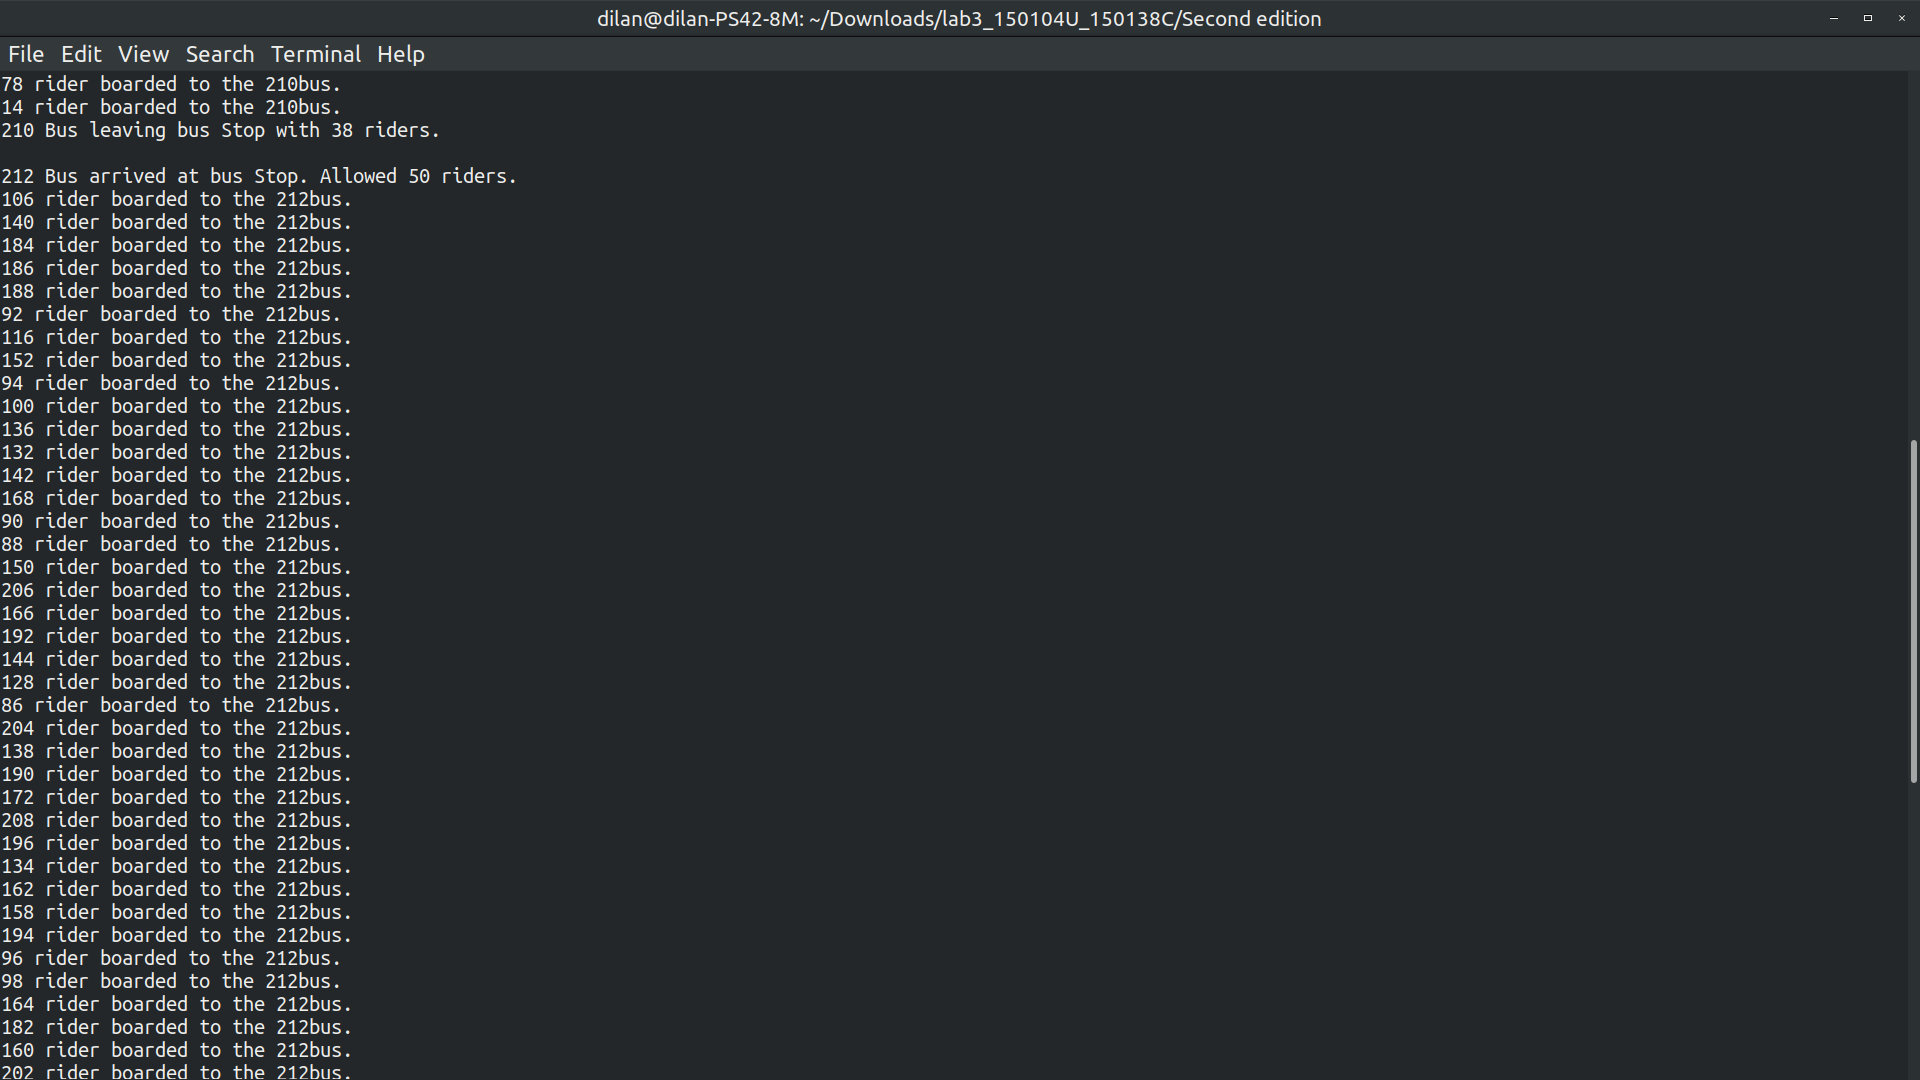 dilan@dilan-PS42-8M: ~/Downloads/lab3_150104U_150138C/Second edition
File Edit View Search Terminal Help
78 rider boarded to the 210bus.
14 rider boarded to the 210bus.
210 Bus leaving bus Stop with 38 riders.
212 Bus arrived at bus Stop. Allowed 50 riders.
106 rider boarded to the 212bus.
140 rider boarded to the 212bus.
184 rider boarded to the 212bus.
186 rider boarded to the 212bus.
188 rider boarded to the 212bus.
92 rider boarded to the 212bus.
116 rider boarded to the 212bus.
152 rider boarded to the 212bus.
94 rider boarded to the 212bus.
100 rider boarded to the 212bus.
136 rider boarded to the 212bus.
132 rider boarded to the 212bus.
142 rider boarded to the 212bus.
168 rider boarded to the 212bus.
90 rider boarded to the 212bus.
88 rider boarded to the 212bus.
150 rider boarded to the 212bus.
206 rider boarded to the 212bus.
166 rider boarded to the 212bus.
192 rider boarded to the 212bus.
144 rider boarded to the 212bus.
128 rider boarded to the 212bus.
86 rider boarded to the 212bus.
204 rider boarded to the 212bus.
138 rider boarded to the 212bus.
190 rider boarded to the 212bus.
172 rider boarded to the 212bus.
208 rider boarded to the 212bus.
196 rider boarded to the 212bus.
134 rider boarded to the 212bus.
162 rider boarded to the 212bus.
158 rider boarded to the 212bus.
194 rider boarded to the 212bus.
96 rider boarded to the 212bus.
98 rider boarded to the 212bus.
164 rider boarded to the 212bus.
182 rider boarded to the 212bus.
160 rider boarded to the 212bus.
202 rider boarded to the 212bus.